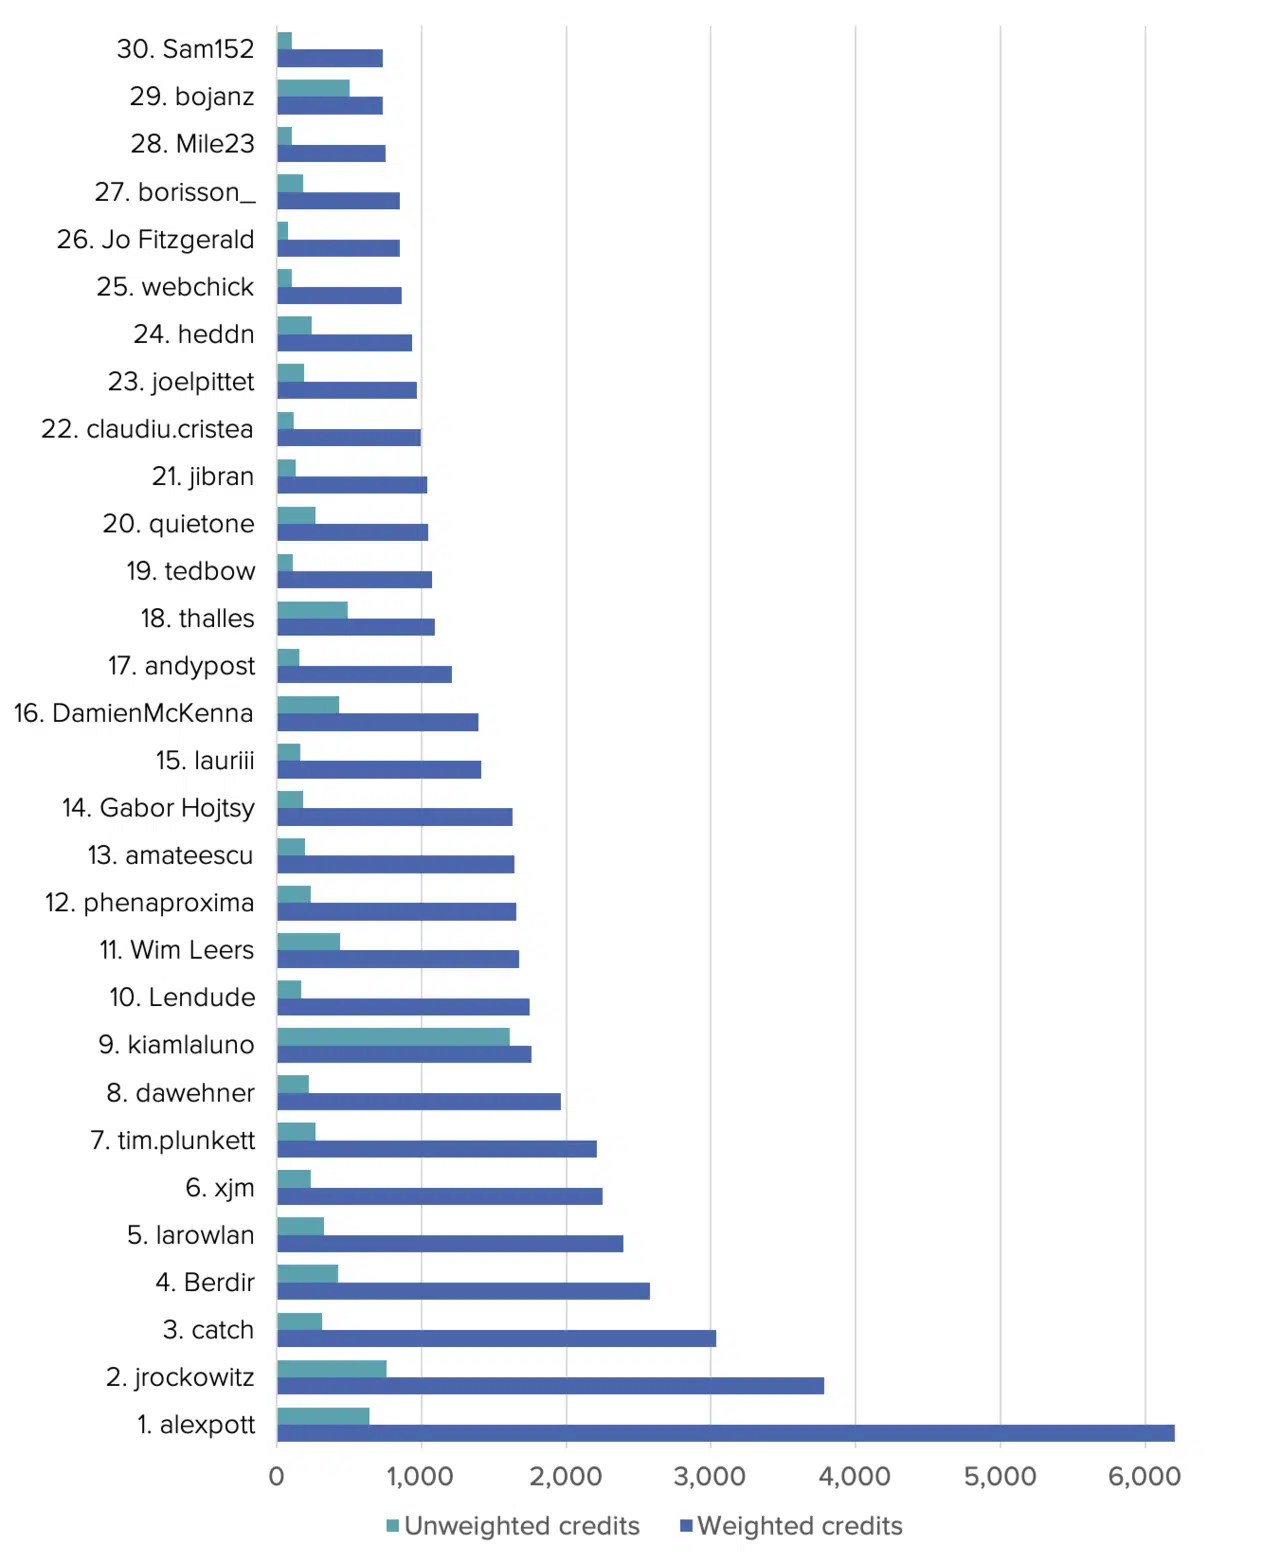 30. Sam152
29. bojanz
28. Mile23
27. borisson_
26. Jo Fitzgerald
25. webchick
24. heddn
23. joelpittet
22. claudiu.cristea
21. jibran
20. quietone
19. tedbow
18. thalles
17. andypost
16. DamienMcKenna
15. lauriii
14. Gabor Hojtsy
13. amateescu
12. phenaproxima
11. Wim Leers
10. Lendude
9. kiamlaluno
8. dawehner
7. tim.plunkett
6. xjm
5. larowlan
4. Berdir
3. catch
2. jrockowitz
1. alexpott
0 1,000 2,000 3,000 4,000 5,000 6,000
Unweighted credits Weighted credits